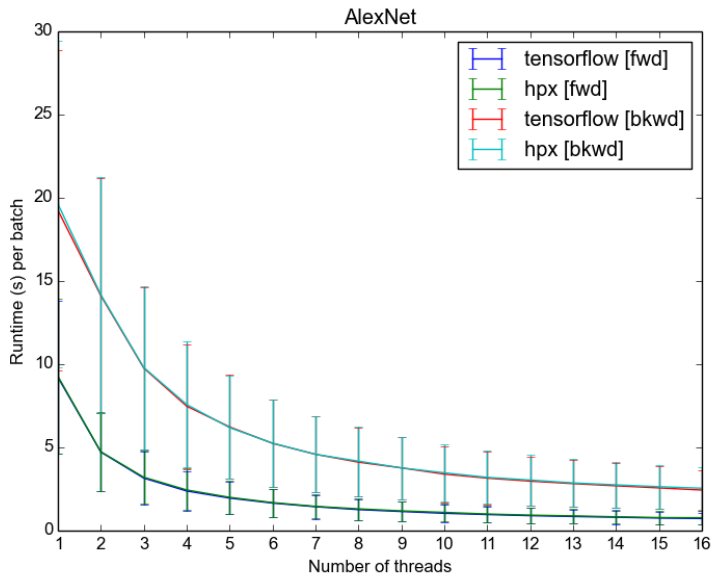 AlexNet
30
25
20
15
10
5
0
Runtime (s) per batch
tensorflow [fwd]
hpx [fwd]
tensorflow [bkwd]
hpx [bkwd]
1 2 3 4 5 6 7 8 9 10 11 12 13 14 15 16
Number of threads